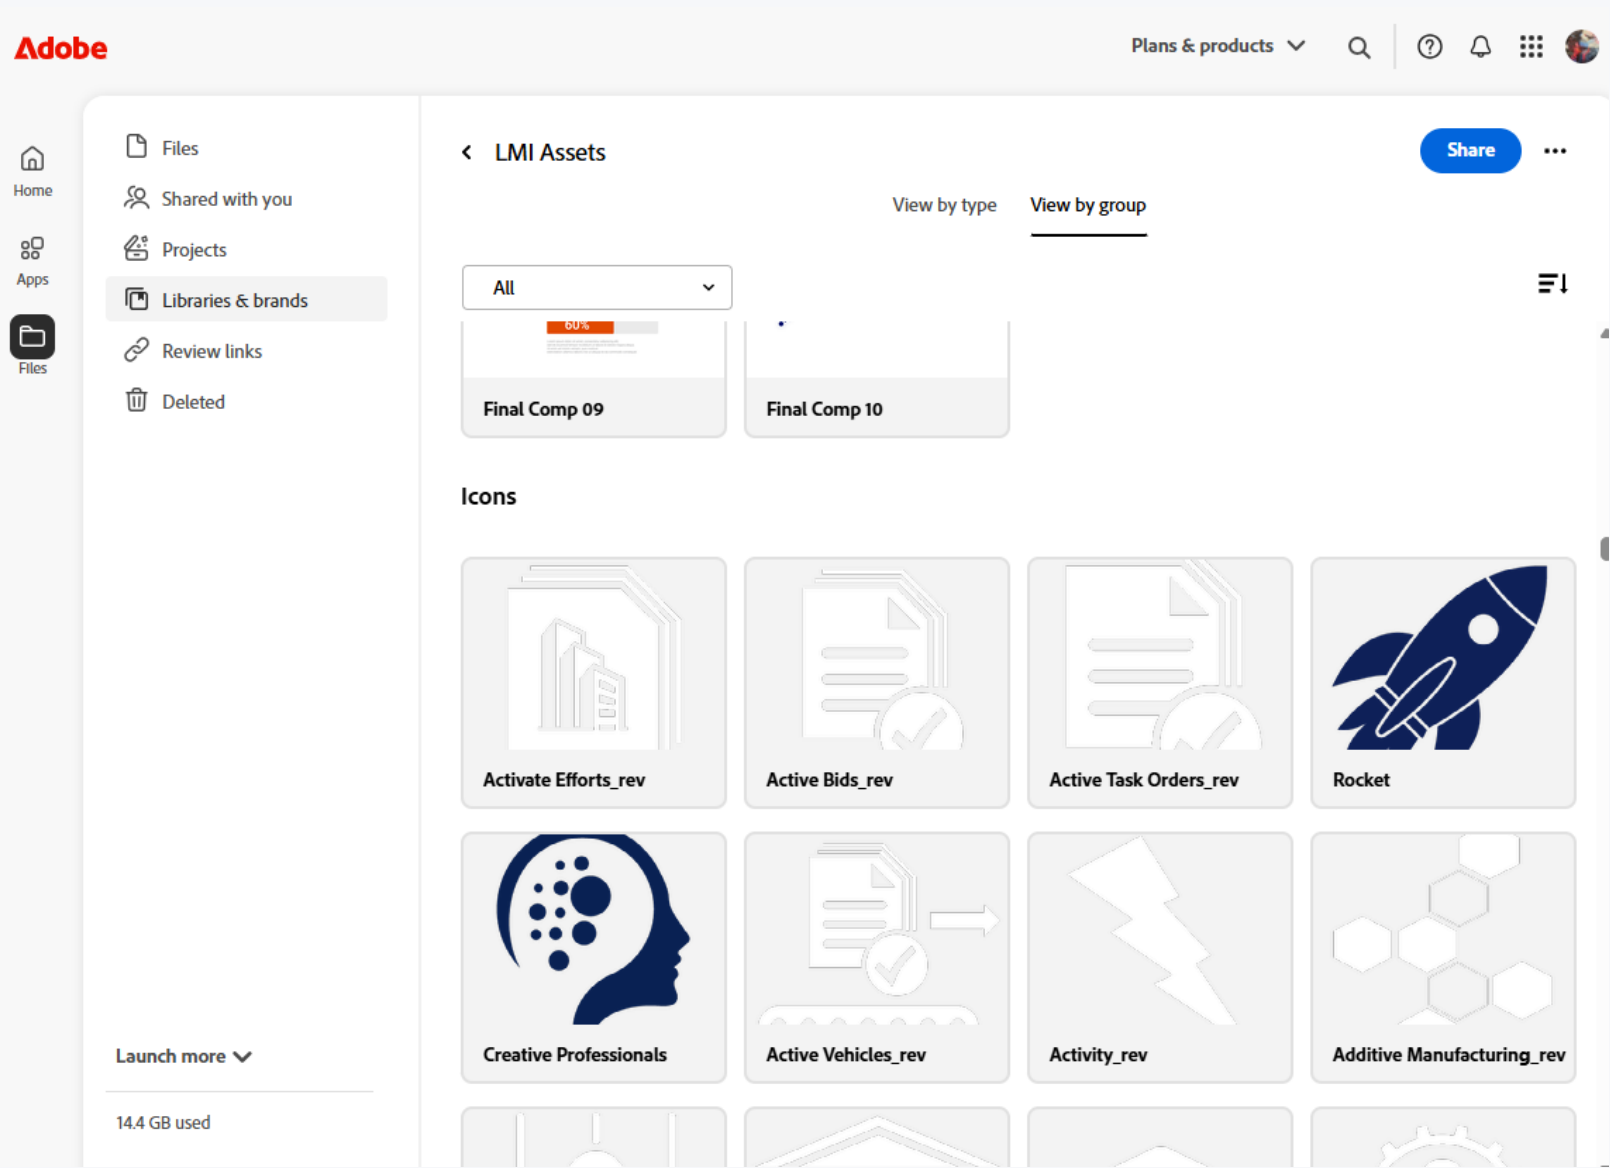 Adobe
Plans & products
Home
Apps
Files
Files
Shared with you
Projects
Libraries & brands
Review links
Deleted
Launch more
14.4 GB used
LMI Assets
Share
View by type
View by group
All
60%
Final Comp 09
Final Comp 10
Icons
Activate Efforts_rev
Active Bids_rev
Active Task Orders_rev
Rocket
Creative Professionals
Active Vehicles_rev
Activity_rev
Additive Manufacturing_rev